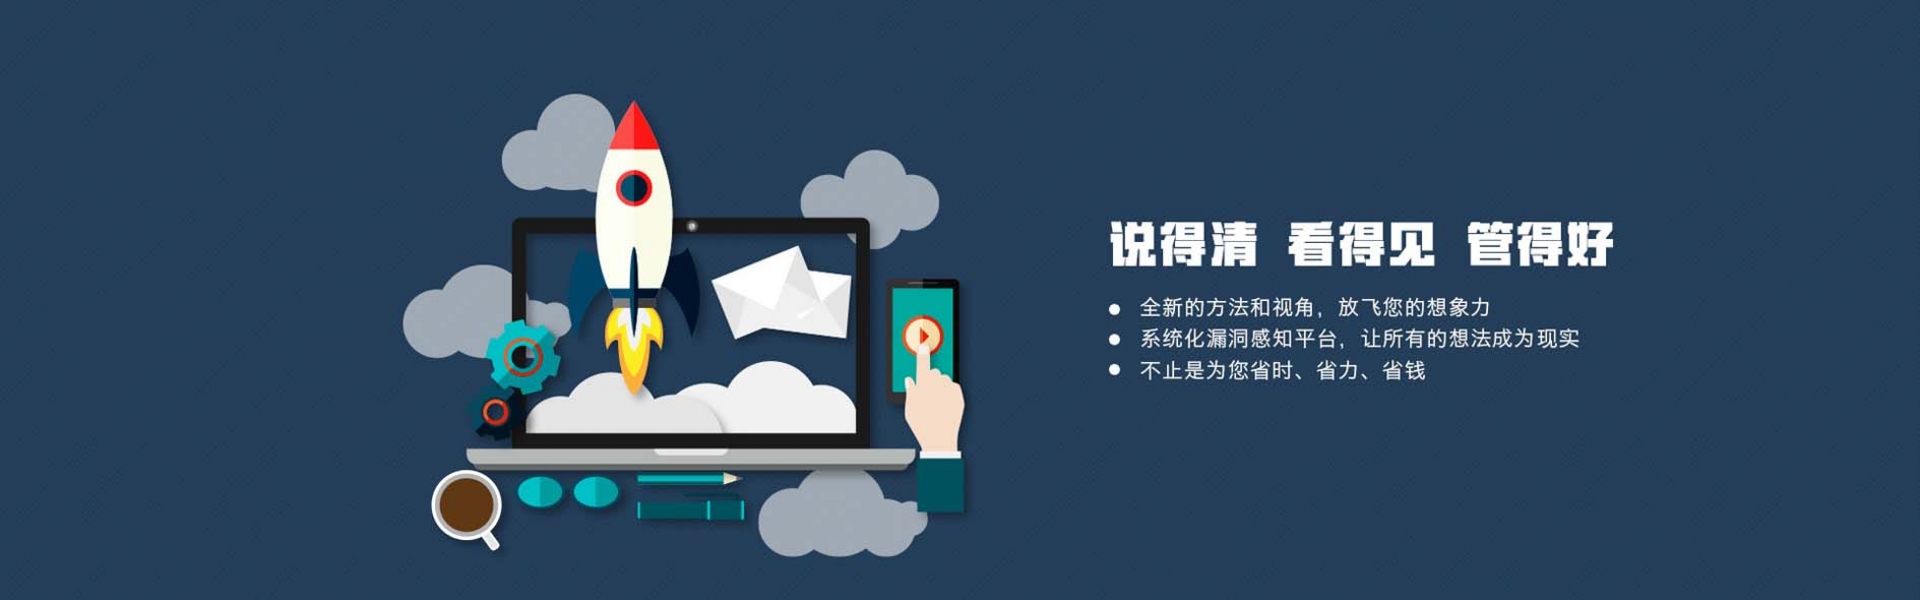 说得清 看得见 管得好
全新的方法和视角，放飞您的想象力
系统化漏洞感知平台，让所有的想法成为现实
不止是为您省时、省力、省钱